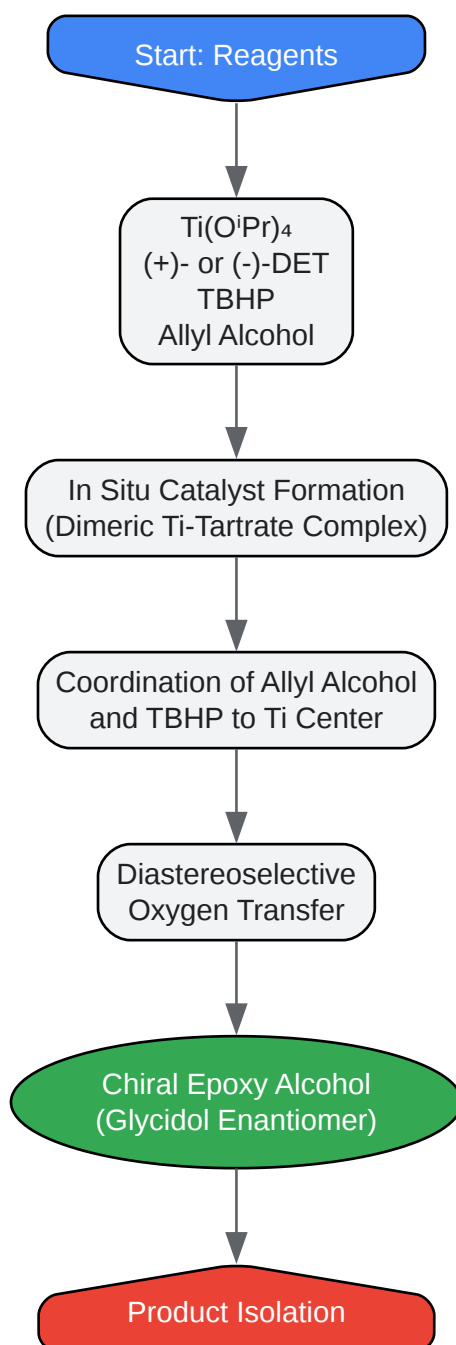 Start: Reagents
Ti(OⁱPr)₄
(+)- or (-)-DET
TBHP
Allyl Alcohol
In Situ Catalyst Formation
(Dimeric Ti-Tartrate Complex)
Coordination of Allyl Alcohol
and TBHP to Ti Center
Diastereoselective
Oxygen Transfer
Chiral Epoxy Alcohol
(Glycidol Enantiomer)
Product Isolation